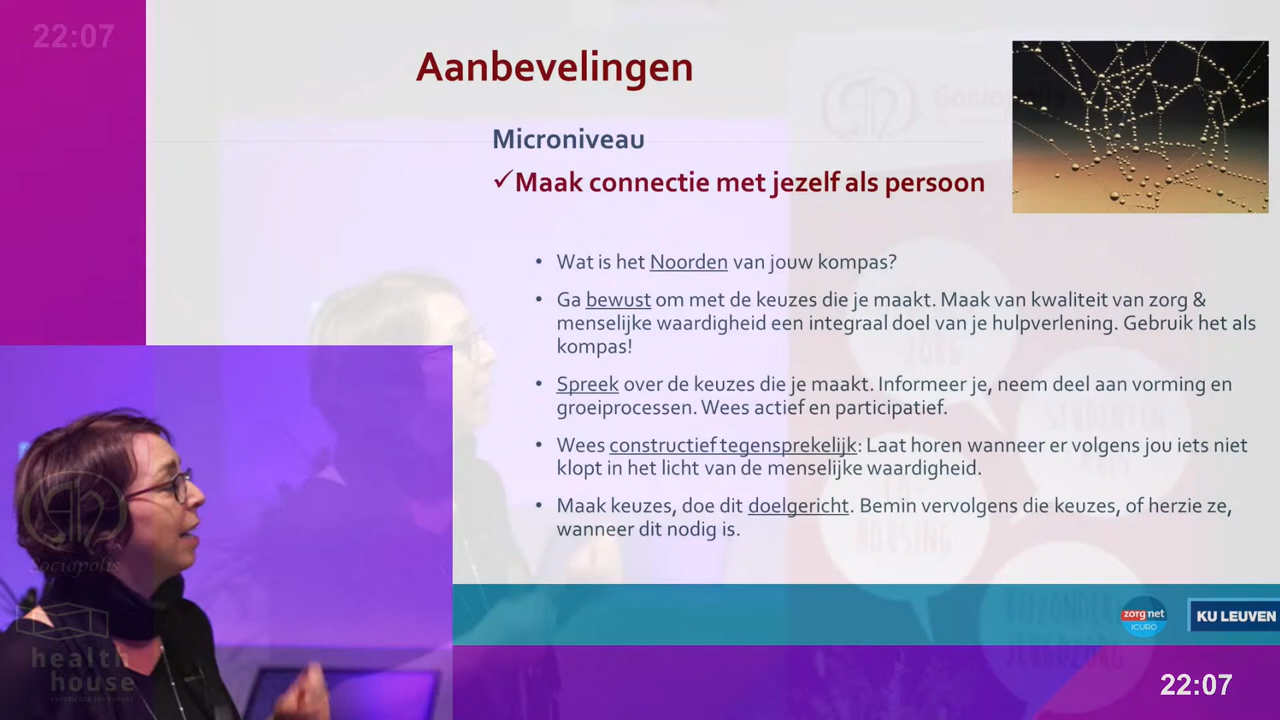 22:07
Aanbevelingen
Sociopolis
Microniveau
✓Maak connectie met jezelf als persoon
• Wat is het Noorden van jouw kompas?
• Ga bewust om met de keuzes die je maakt. Maak van kwaliteit van zorg &
menselijke waardigheid een integraal doel van je hulpverlening. Gebruik het als
kompas!
• Spreek over de keuzes die je maakt. Informeer je, neem deel aan vorming en
groeiprocessen. Wees actief en participatief.
• Wees constructief tegensprekelijk: Laat horen wanneer er volgens jou iets niet
klopt in het licht van de menselijke waardigheid.
• Maak keuzes, doe dit doelgericht. Bemin vervolgens die keuzes, of herzie ze,
wanneer dit nodig is.
Sociopolis
health
house
zorgnet
ICURO
KU LEUVEN
22:07